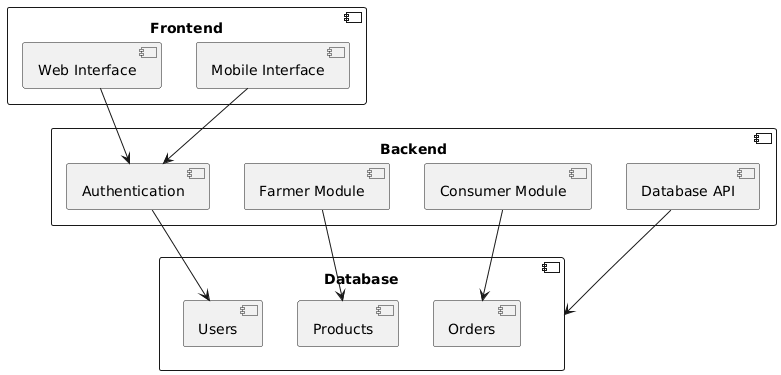 Frontend
Web Interface
Mobile Interface
Backend
Authentication
Farmer Module
Consumer Module
Database API
Database
Users
Products
Orders